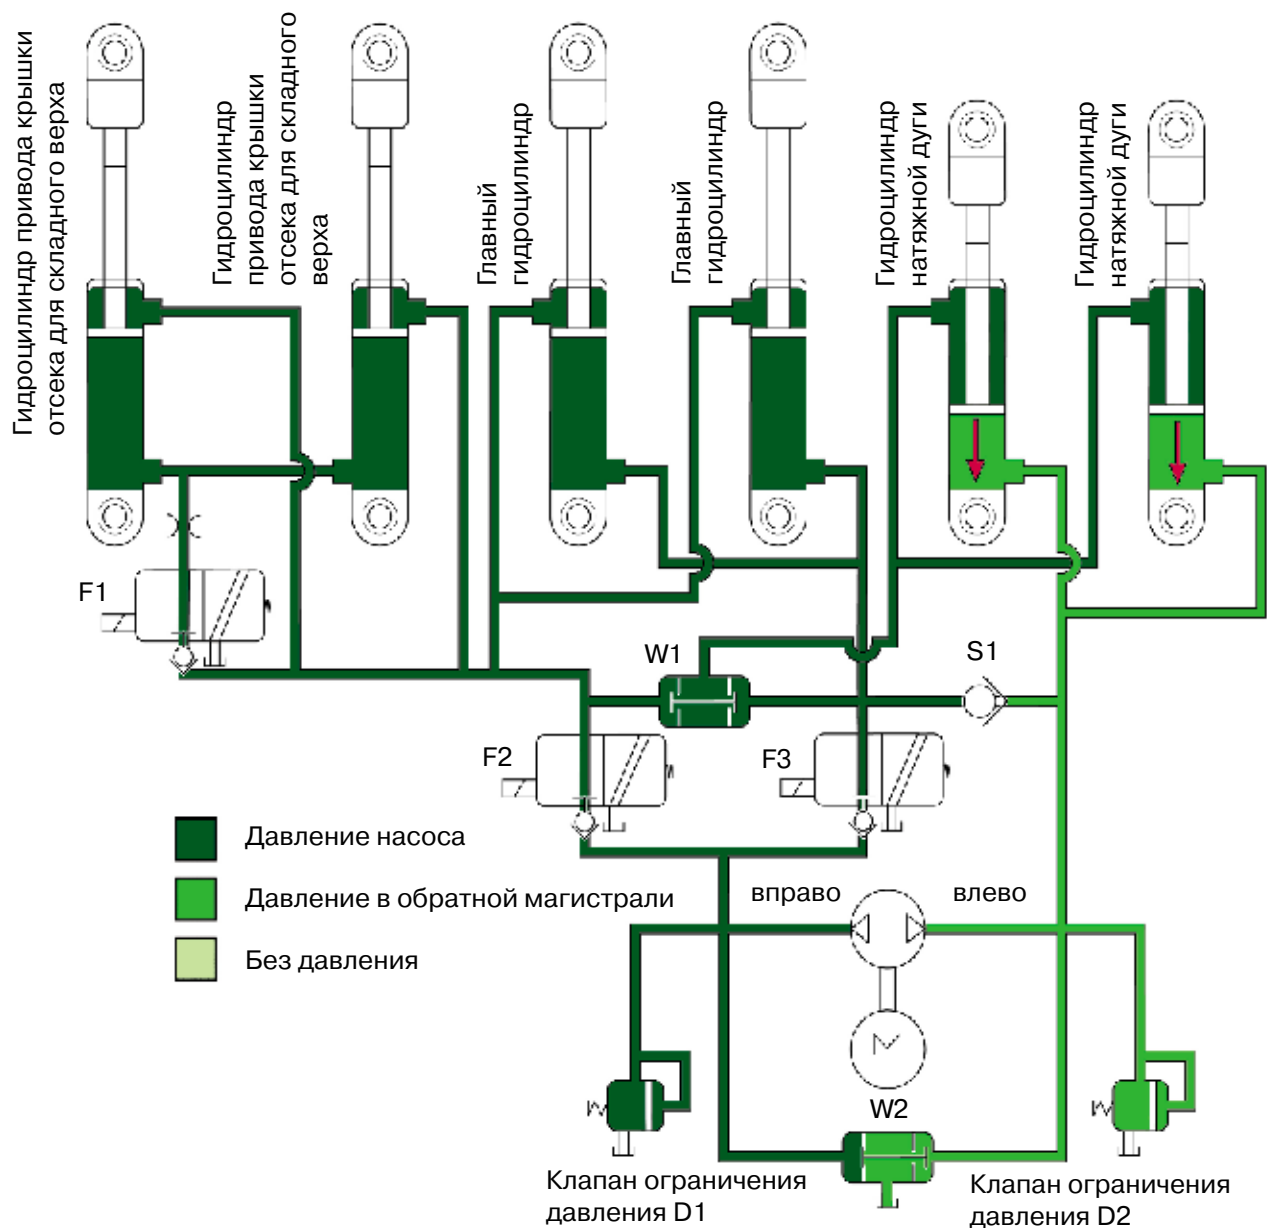 Гидроцилиндр привода крышки
отсека для складного верха
Гидроцилиндр
привода крышки
отсека для складного
верха
Главный
гидроцилиндр
Главный
гидроцилиндр
Гидроцилиндр
натяжной дуги
Гидроцилиндр
натяжной дуги
F1
W1
S1
F2
F3
Давление насоса
Давление в обратной магистрали
Без давления
вправо
влево
W2
Клапан ограничения
давления D1
Клапан ограничения
давления D2